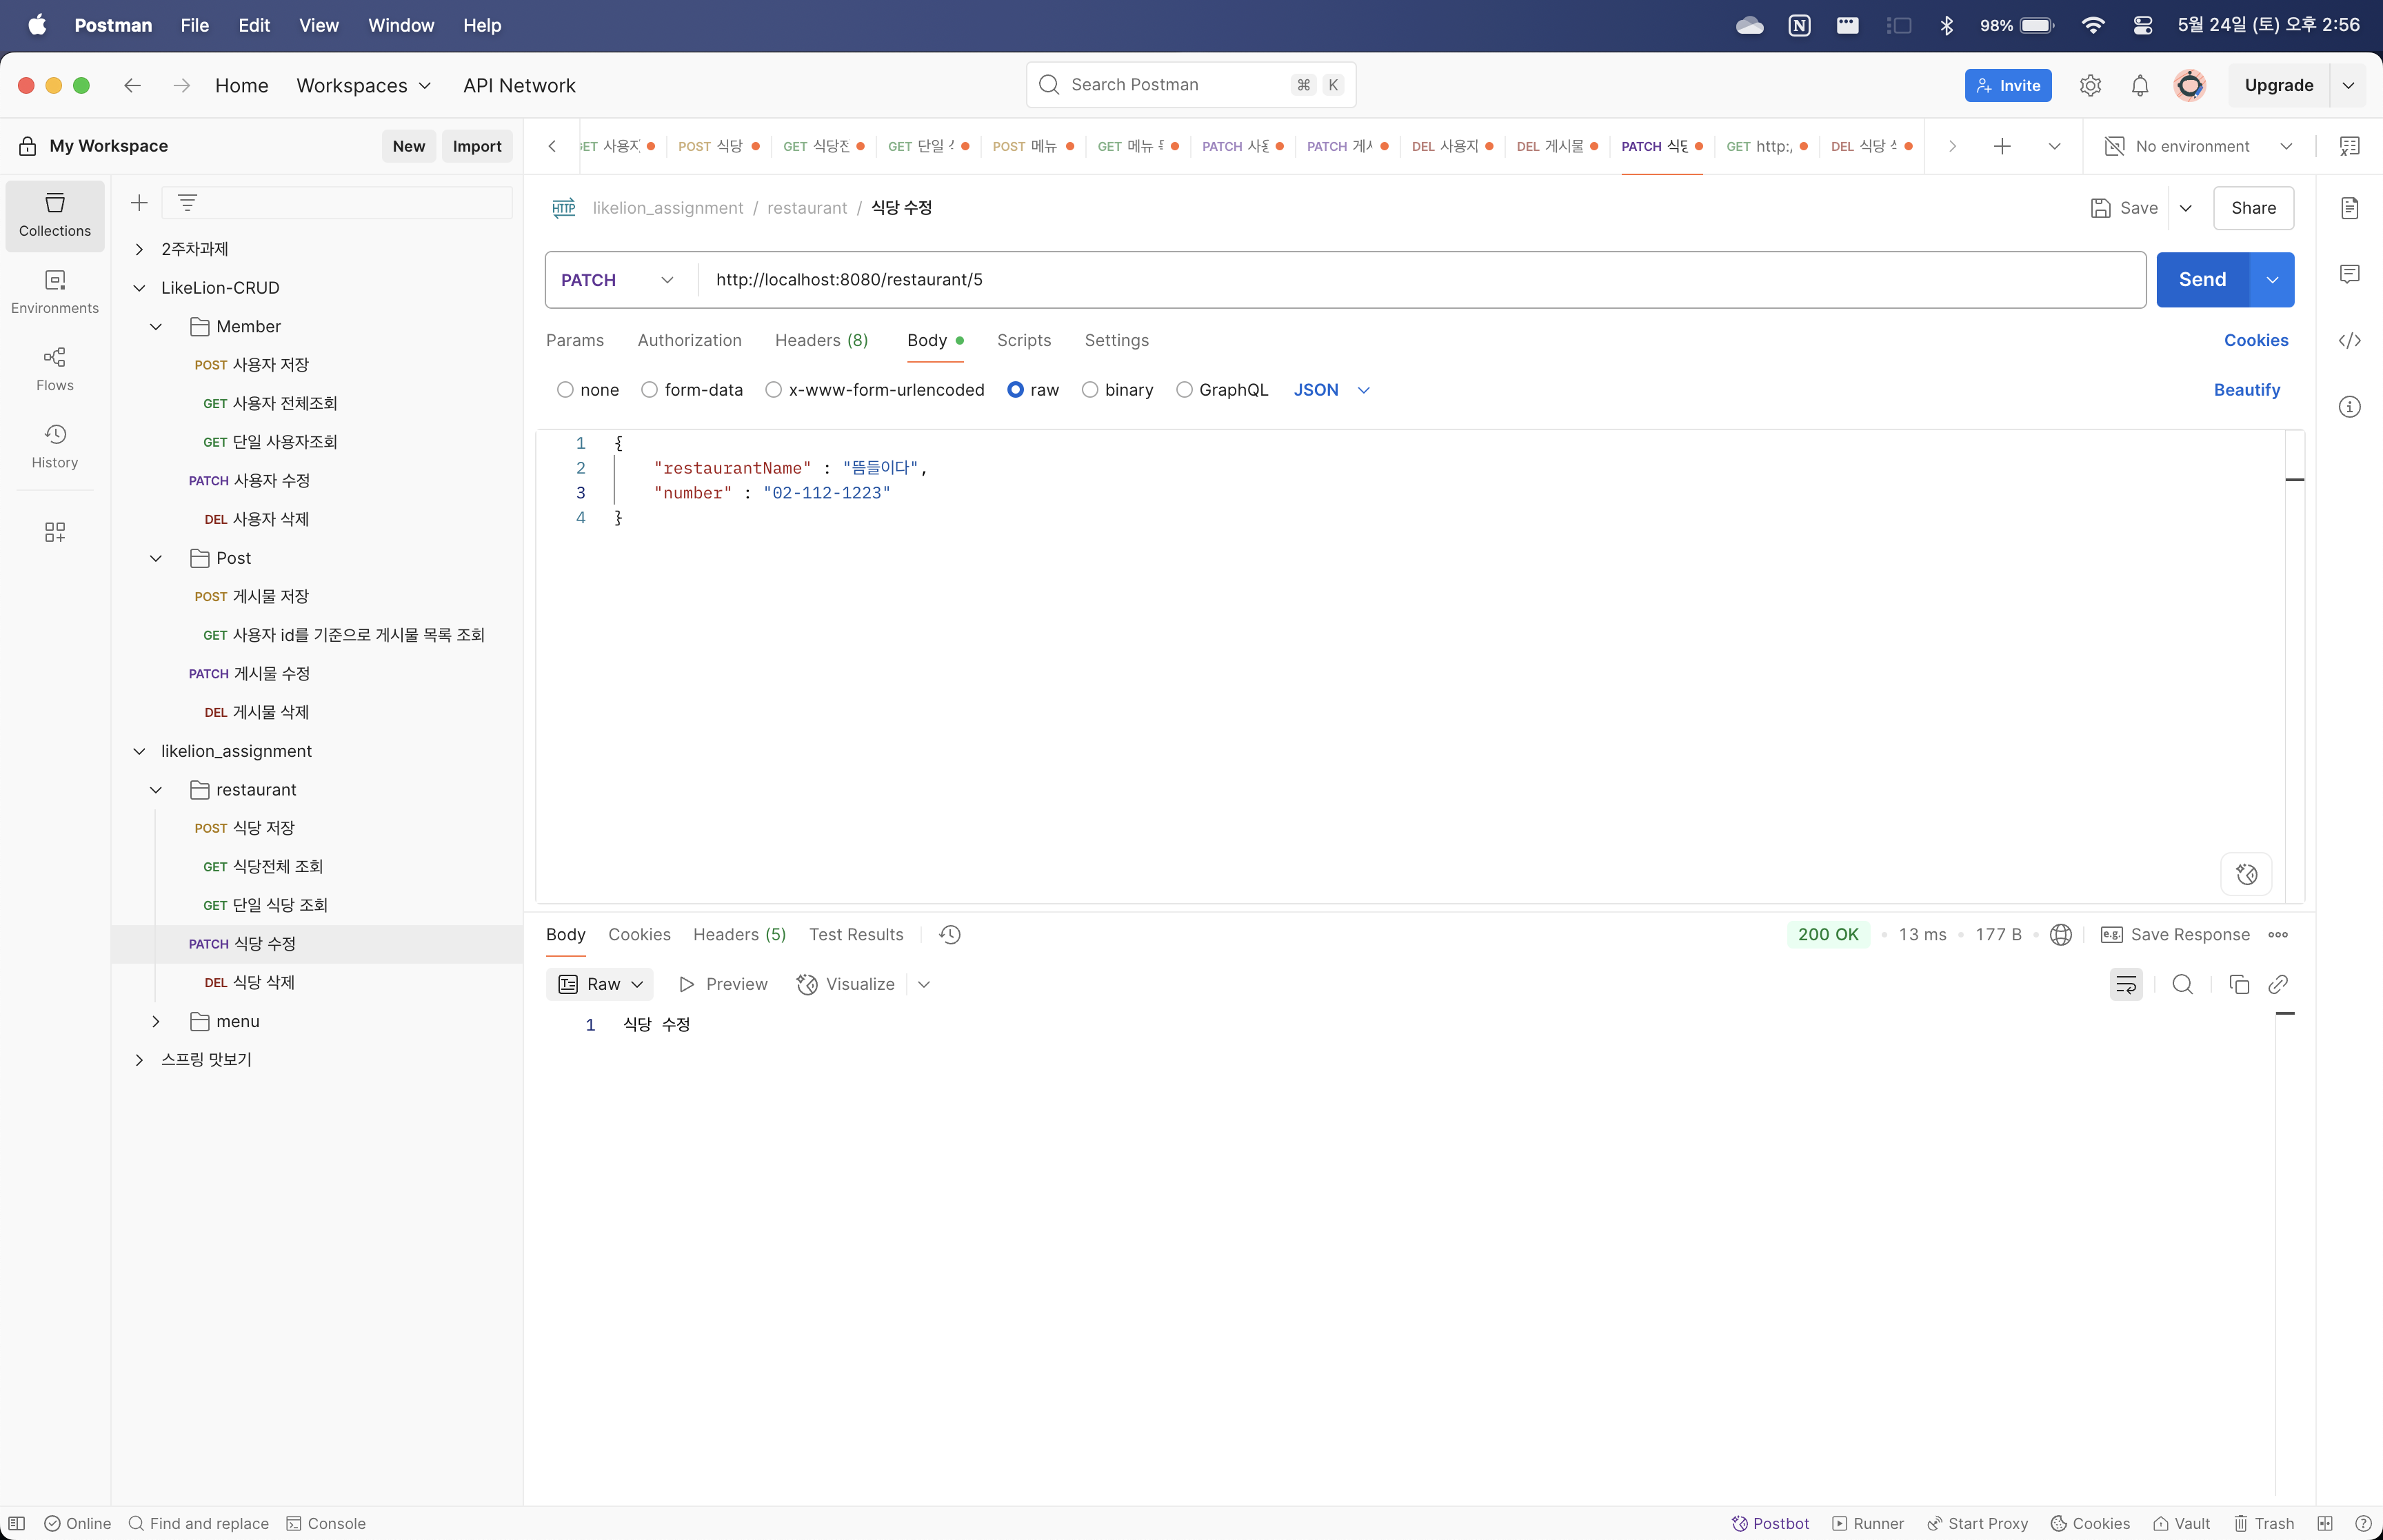 Postman File Edit View Window Help 98% 5월 24일 (토) 오후 2:56
Home Workspaces API Network Search Postman ⌘ K Invite Upgrade
My Workspace New Import
GET 사용자 POST 식당 GET 식당전 GET 단일 POST 메뉴 GET 메뉴 PATCH 사용 PATCH 게시 DEL 사용자 DEL 게시물 PATCH 식당 GET http:/ DEL 식당 No environment
Collections
Environments
Flows
History
2주차과제
LikeLion-CRUD
Member
POST 사용자 저장
GET 사용자 전체조회
GET 단일 사용자조회
PATCH 사용자 수정
DEL 사용자 삭제
Post
POST 게시물 저장
GET 사용자 id를 기준으로 게시물 목록 조회
PATCH 게시물 수정
DEL 게시물 삭제
likelion_assignment
restaurant
POST 식당 저장
GET 식당전체 조회
GET 단일 식당 조회
PATCH 식당 수정
DEL 식당 삭제
menu
스프링 맛보기
HTTP likelion_assignment / restaurant / 식당 수정 Save Share
PATCH http://localhost:8080/restaurant/5 Send
Params Authorization Headers (8) Body Scripts Settings Cookies
none form-data x-www-form-urlencoded raw binary GraphQL JSON Beautify
1 {
2 "restaurantName" : "뜸들이다",
3 "number" : "02-112-1223"
4 }
Body Cookies Headers (5) Test Results 200 OK 13 ms 177 B e.g. Save Response
Raw Preview Visualize
1 식당 수정
Online Find and replace Console Postbot Runner Start Proxy Cookies Vault Trash